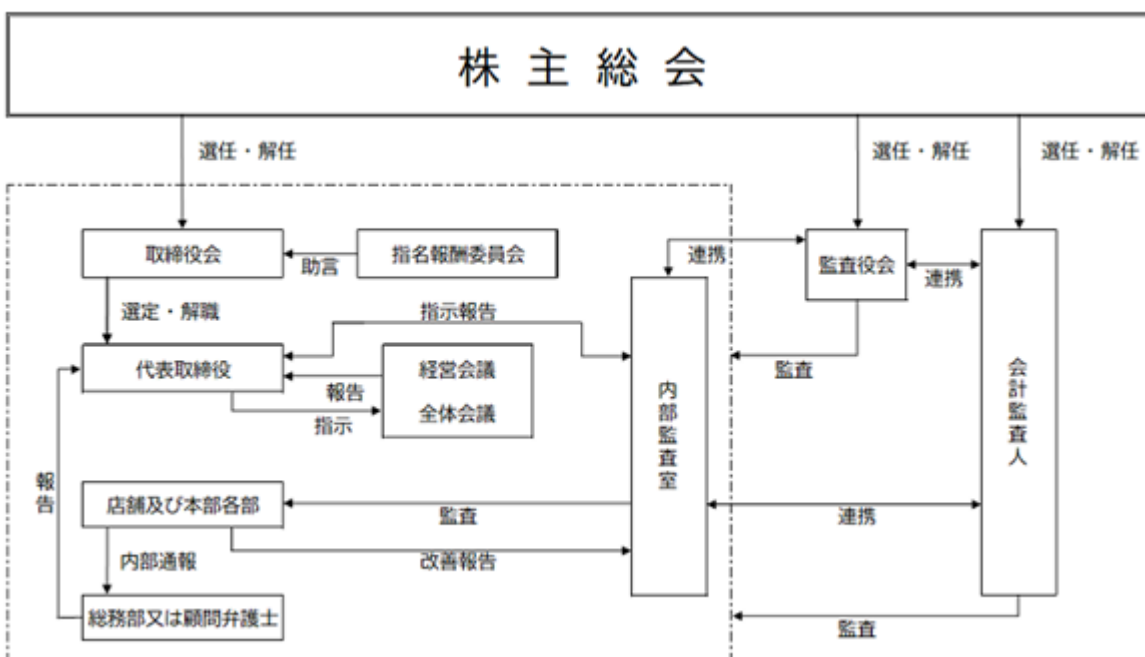 株主総会
選任・解任
選任・解任
選任・解任
取締役会
助言
指名報酬委員会
連携
監査役会
連携
選定・解職
指示報告
代表取締役
報告
指示
経営会議
全体会議
内部監査室
監査
会計監査人
報告
店舗及び本部各部
監査
連携
内部通報
改善報告
総務部又は顧問弁護士
監査